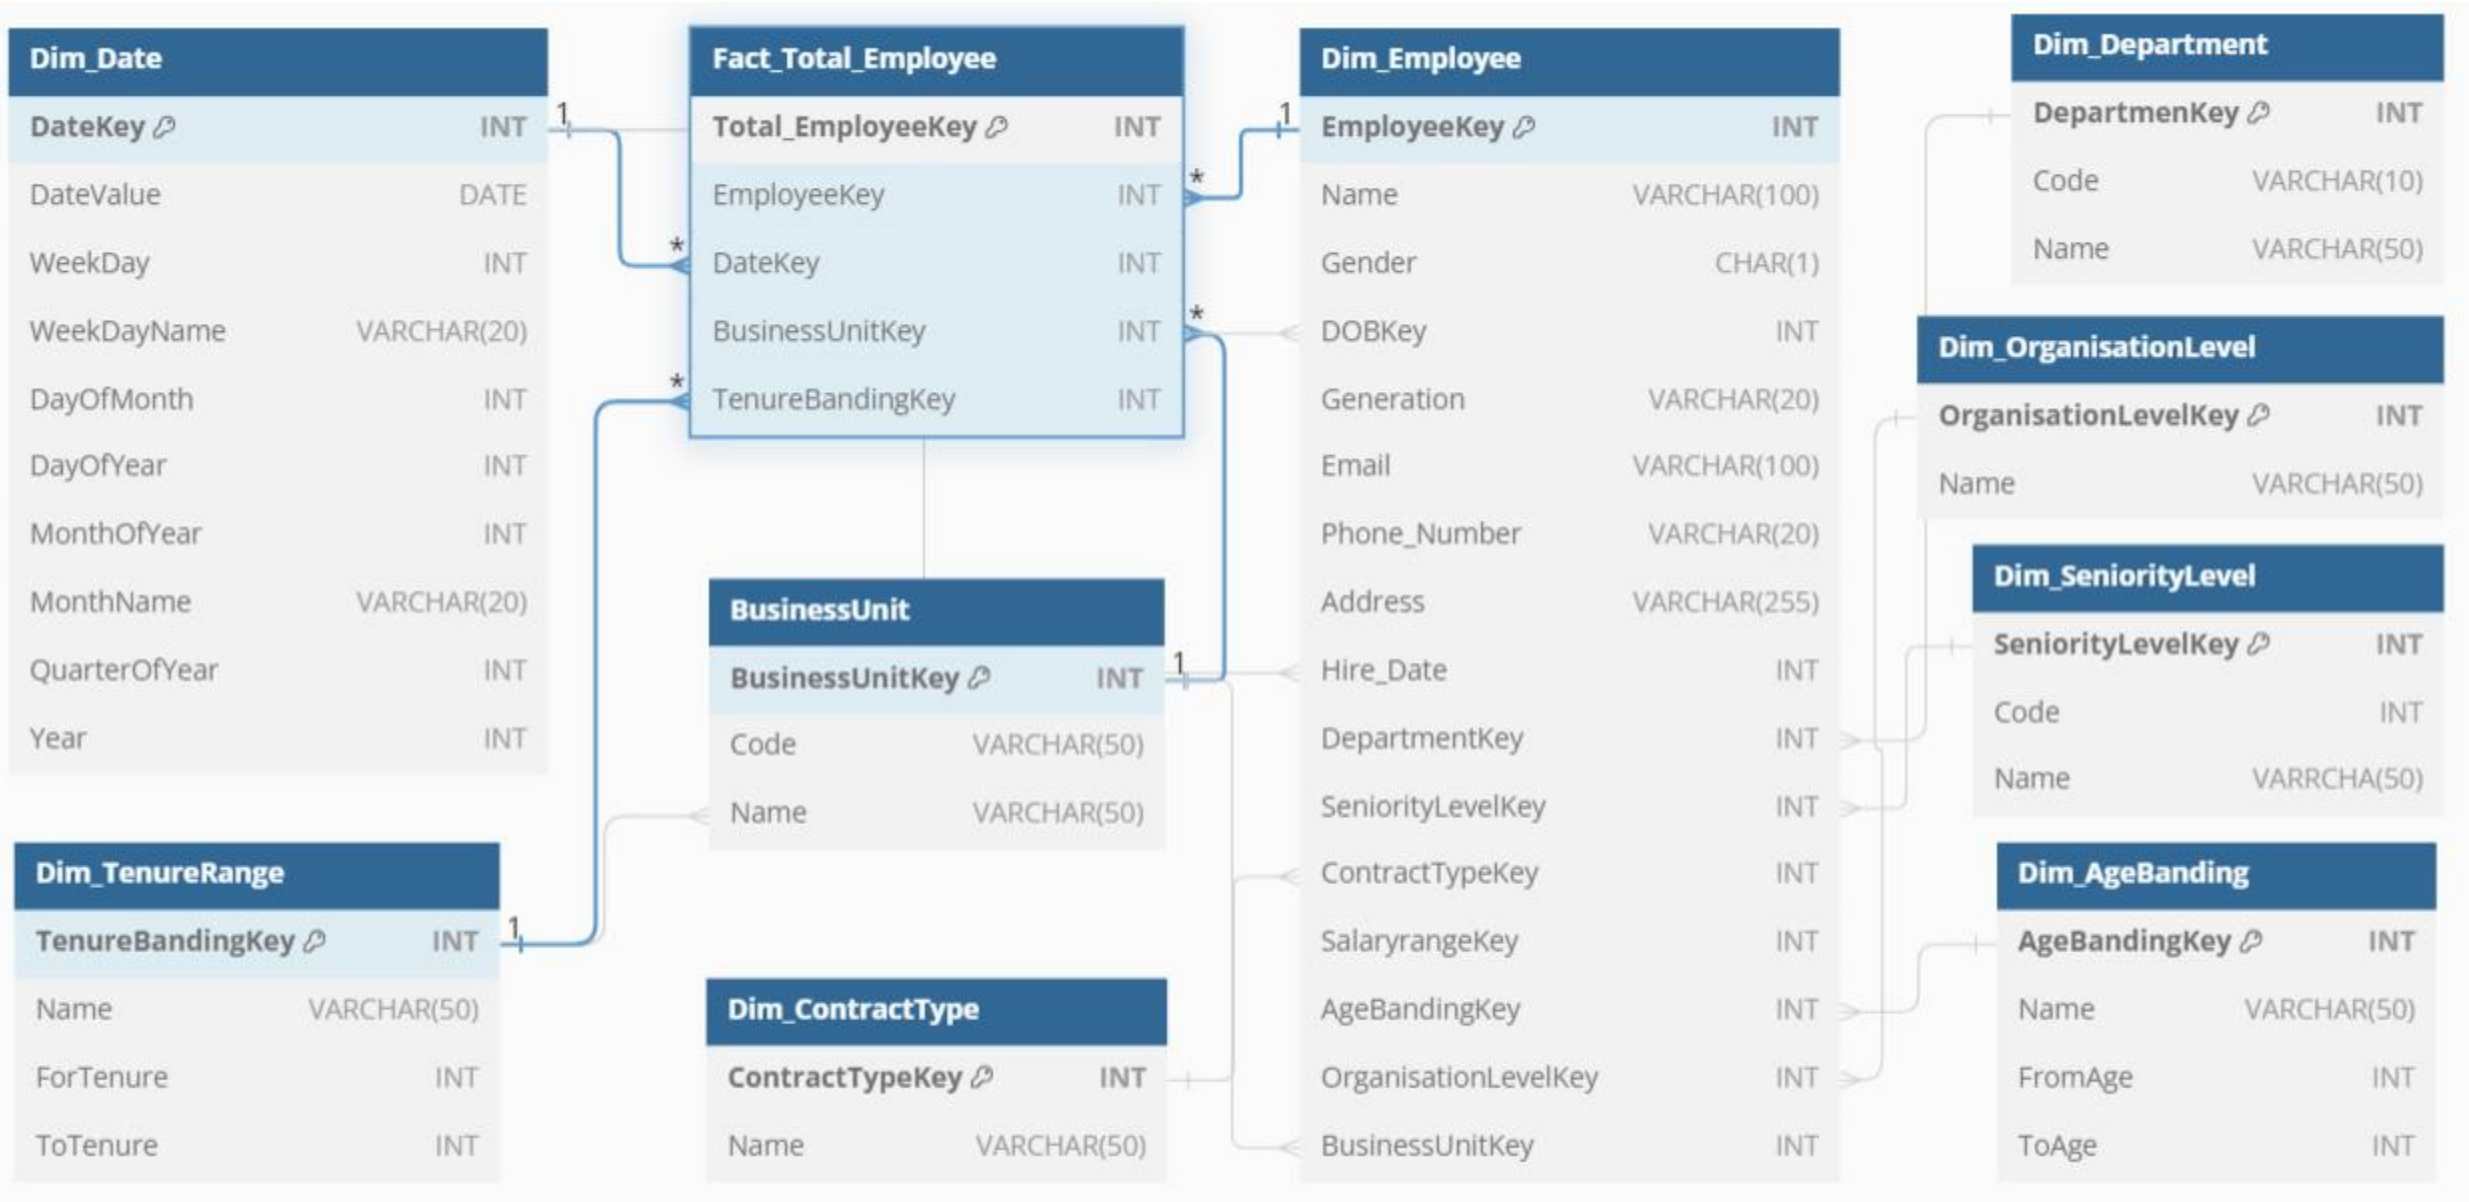 Dim_Date
DateKey INT
DateValue DATE
WeekDay INT
WeekDayName VARCHAR(20)
DayOfMonth INT
DayOfYear INT
MonthOfYear INT
MonthName VARCHAR(20)
QuarterOfYear INT
Year INT
1
*
*
Fact_Total_Employee
Total_EmployeeKey INT
EmployeeKey INT
DateKey INT
BusinessUnitKey INT
TenureBandingKey INT
1
*
*
Dim_Employee
EmployeeKey INT
Name VARCHAR(100)
Gender CHAR(1)
DOBKey INT
Generation VARCHAR(20)
Email VARCHAR(100)
Phone_Number VARCHAR(20)
Address VARCHAR(255)
Hire_Date INT
DepartmentKey INT
SeniorityLevelKey INT
ContractTypeKey INT
SalaryrangeKey INT
AgeBandingKey INT
OrganisationLevelKey INT
BusinessUnitKey INT
Dim_Department
DepartmenKey INT
Code VARCHAR(10)
Name VARCHAR(50)
Dim_OrganisationLevel
OrganisationLevelKey INT
Name VARCHAR(50)
Dim_SeniorityLevel
SeniorityLevelKey INT
Code INT
Name VARRCHA(50)
Dim_AgeBanding
AgeBandingKey INT
Name VARCHAR(50)
FromAge INT
ToAge INT
BusinessUnit
BusinessUnitKey INT
1
Code VARCHAR(50)
Name VARCHAR(50)
Dim_TenureRange
TenureBandingKey INT
1
Name VARCHAR(50)
ForTenure INT
ToTenure INT
Dim_ContractType
ContractTypeKey INT
Name VARCHAR(50)